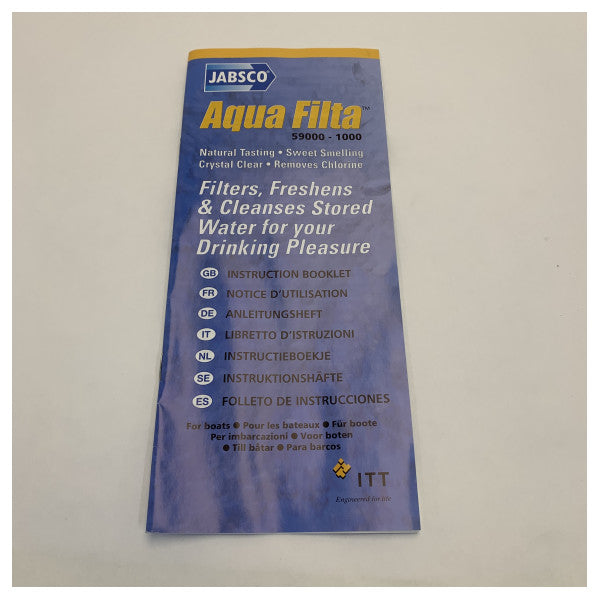 JABSCO
Aqua Filta™
59000 - 1000
Natural Tasting • Sweet Smelling
Crystal Clear • Removes Chlorine
Filters, Freshens
& Cleanses Stored
Water for your
Drinking Pleasure
GB INSTRUCTION BOOKLET
FR NOTICE D'UTILISATION
DE ANLEITUNGSHEFT
IT LIBRETTO D'ISTRUZIONI
NL INSTRUCTIEBOEKJE
SE INSTRUKTIONSHÄFTE
ES FOLLETO DE INSTRUCCIONES
For boats ● Pour les bateaux ● Für boote
Per imbarcazioni ● Voor boten
● Till båtar ● Para barcos
ITT
Engineered for life